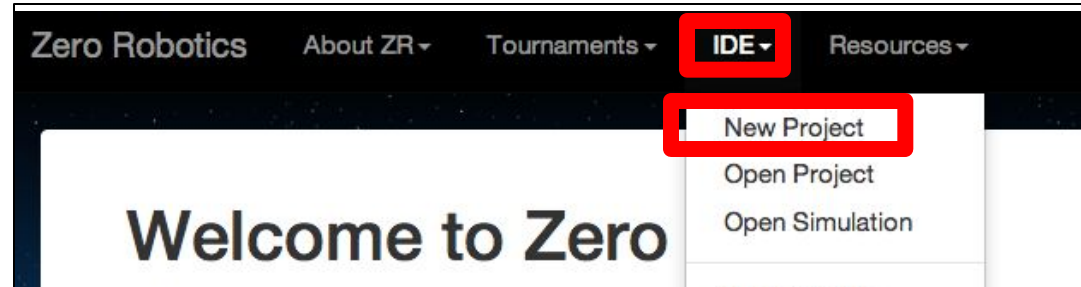 Zero Robotics About ZR Tournaments IDE Resources
New Project
Open Project
Open Simulation
Welcome to Zero